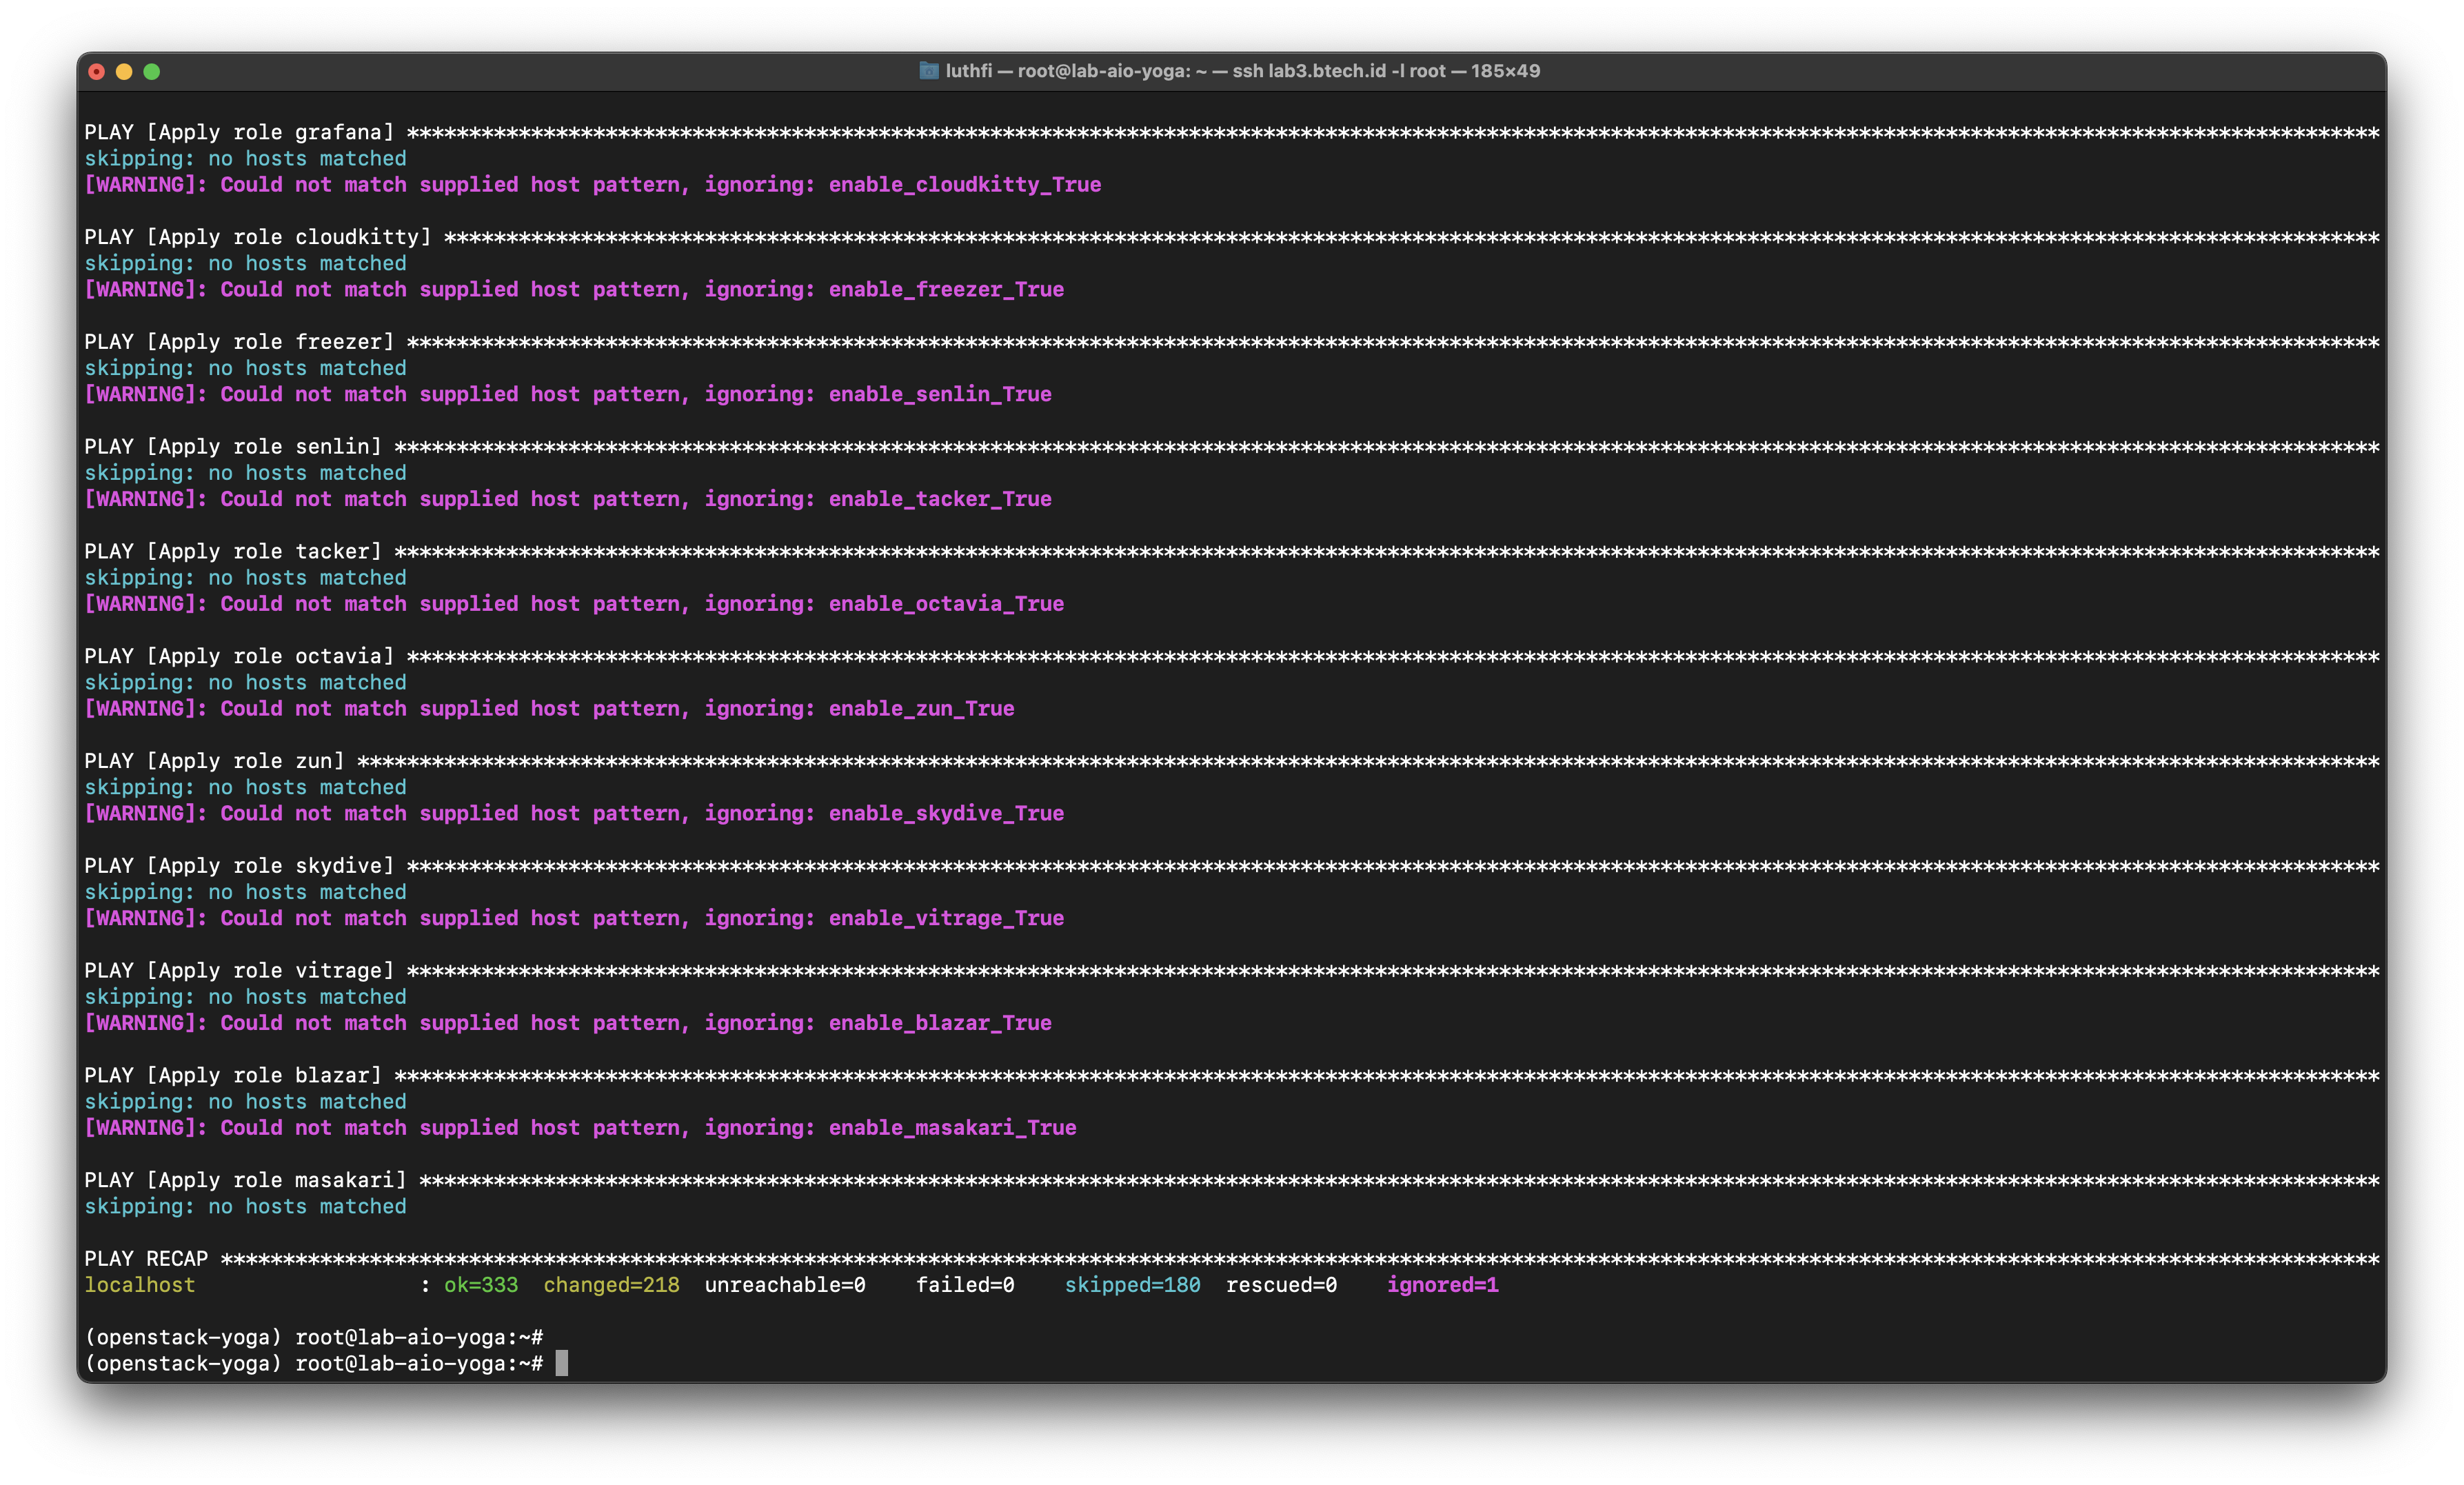 luthfi — root@lab-aio-yoga: ~ — ssh lab3.btech.id -l root — 185×49
PLAY [Apply role grafana] ***************************************************************************************************************************************************************
skipping: no hosts matched
[WARNING]: Could not match supplied host pattern, ignoring: enable_cloudkitty_True
PLAY [Apply role cloudkitty] ************************************************************************************************************************************************************
skipping: no hosts matched
[WARNING]: Could not match supplied host pattern, ignoring: enable_freezer_True
PLAY [Apply role freezer] ***************************************************************************************************************************************************************
skipping: no hosts matched
[WARNING]: Could not match supplied host pattern, ignoring: enable_senlin_True
PLAY [Apply role senlin] ****************************************************************************************************************************************************************
skipping: no hosts matched
[WARNING]: Could not match supplied host pattern, ignoring: enable_tacker_True
PLAY [Apply role tacker] ****************************************************************************************************************************************************************
skipping: no hosts matched
[WARNING]: Could not match supplied host pattern, ignoring: enable_octavia_True
PLAY [Apply role octavia] ***************************************************************************************************************************************************************
skipping: no hosts matched
[WARNING]: Could not match supplied host pattern, ignoring: enable_zun_True
PLAY [Apply role zun] *******************************************************************************************************************************************************************
skipping: no hosts matched
[WARNING]: Could not match supplied host pattern, ignoring: enable_skydive_True
PLAY [Apply role skydive] ***************************************************************************************************************************************************************
skipping: no hosts matched
[WARNING]: Could not match supplied host pattern, ignoring: enable_vitrage_True
PLAY [Apply role vitrage] ***************************************************************************************************************************************************************
skipping: no hosts matched
[WARNING]: Could not match supplied host pattern, ignoring: enable_blazar_True
PLAY [Apply role blazar] ****************************************************************************************************************************************************************
skipping: no hosts matched
[WARNING]: Could not match supplied host pattern, ignoring: enable_masakari_True
PLAY [Apply role masakari] **************************************************************************************************************************************************************
skipping: no hosts matched
PLAY RECAP ******************************************************************************************************************************************************************************
localhost                  : ok=333  changed=218  unreachable=0    failed=0    skipped=180  rescued=0    ignored=1
(openstack-yoga) root@lab-aio-yoga:~#
(openstack-yoga) root@lab-aio-yoga:~#